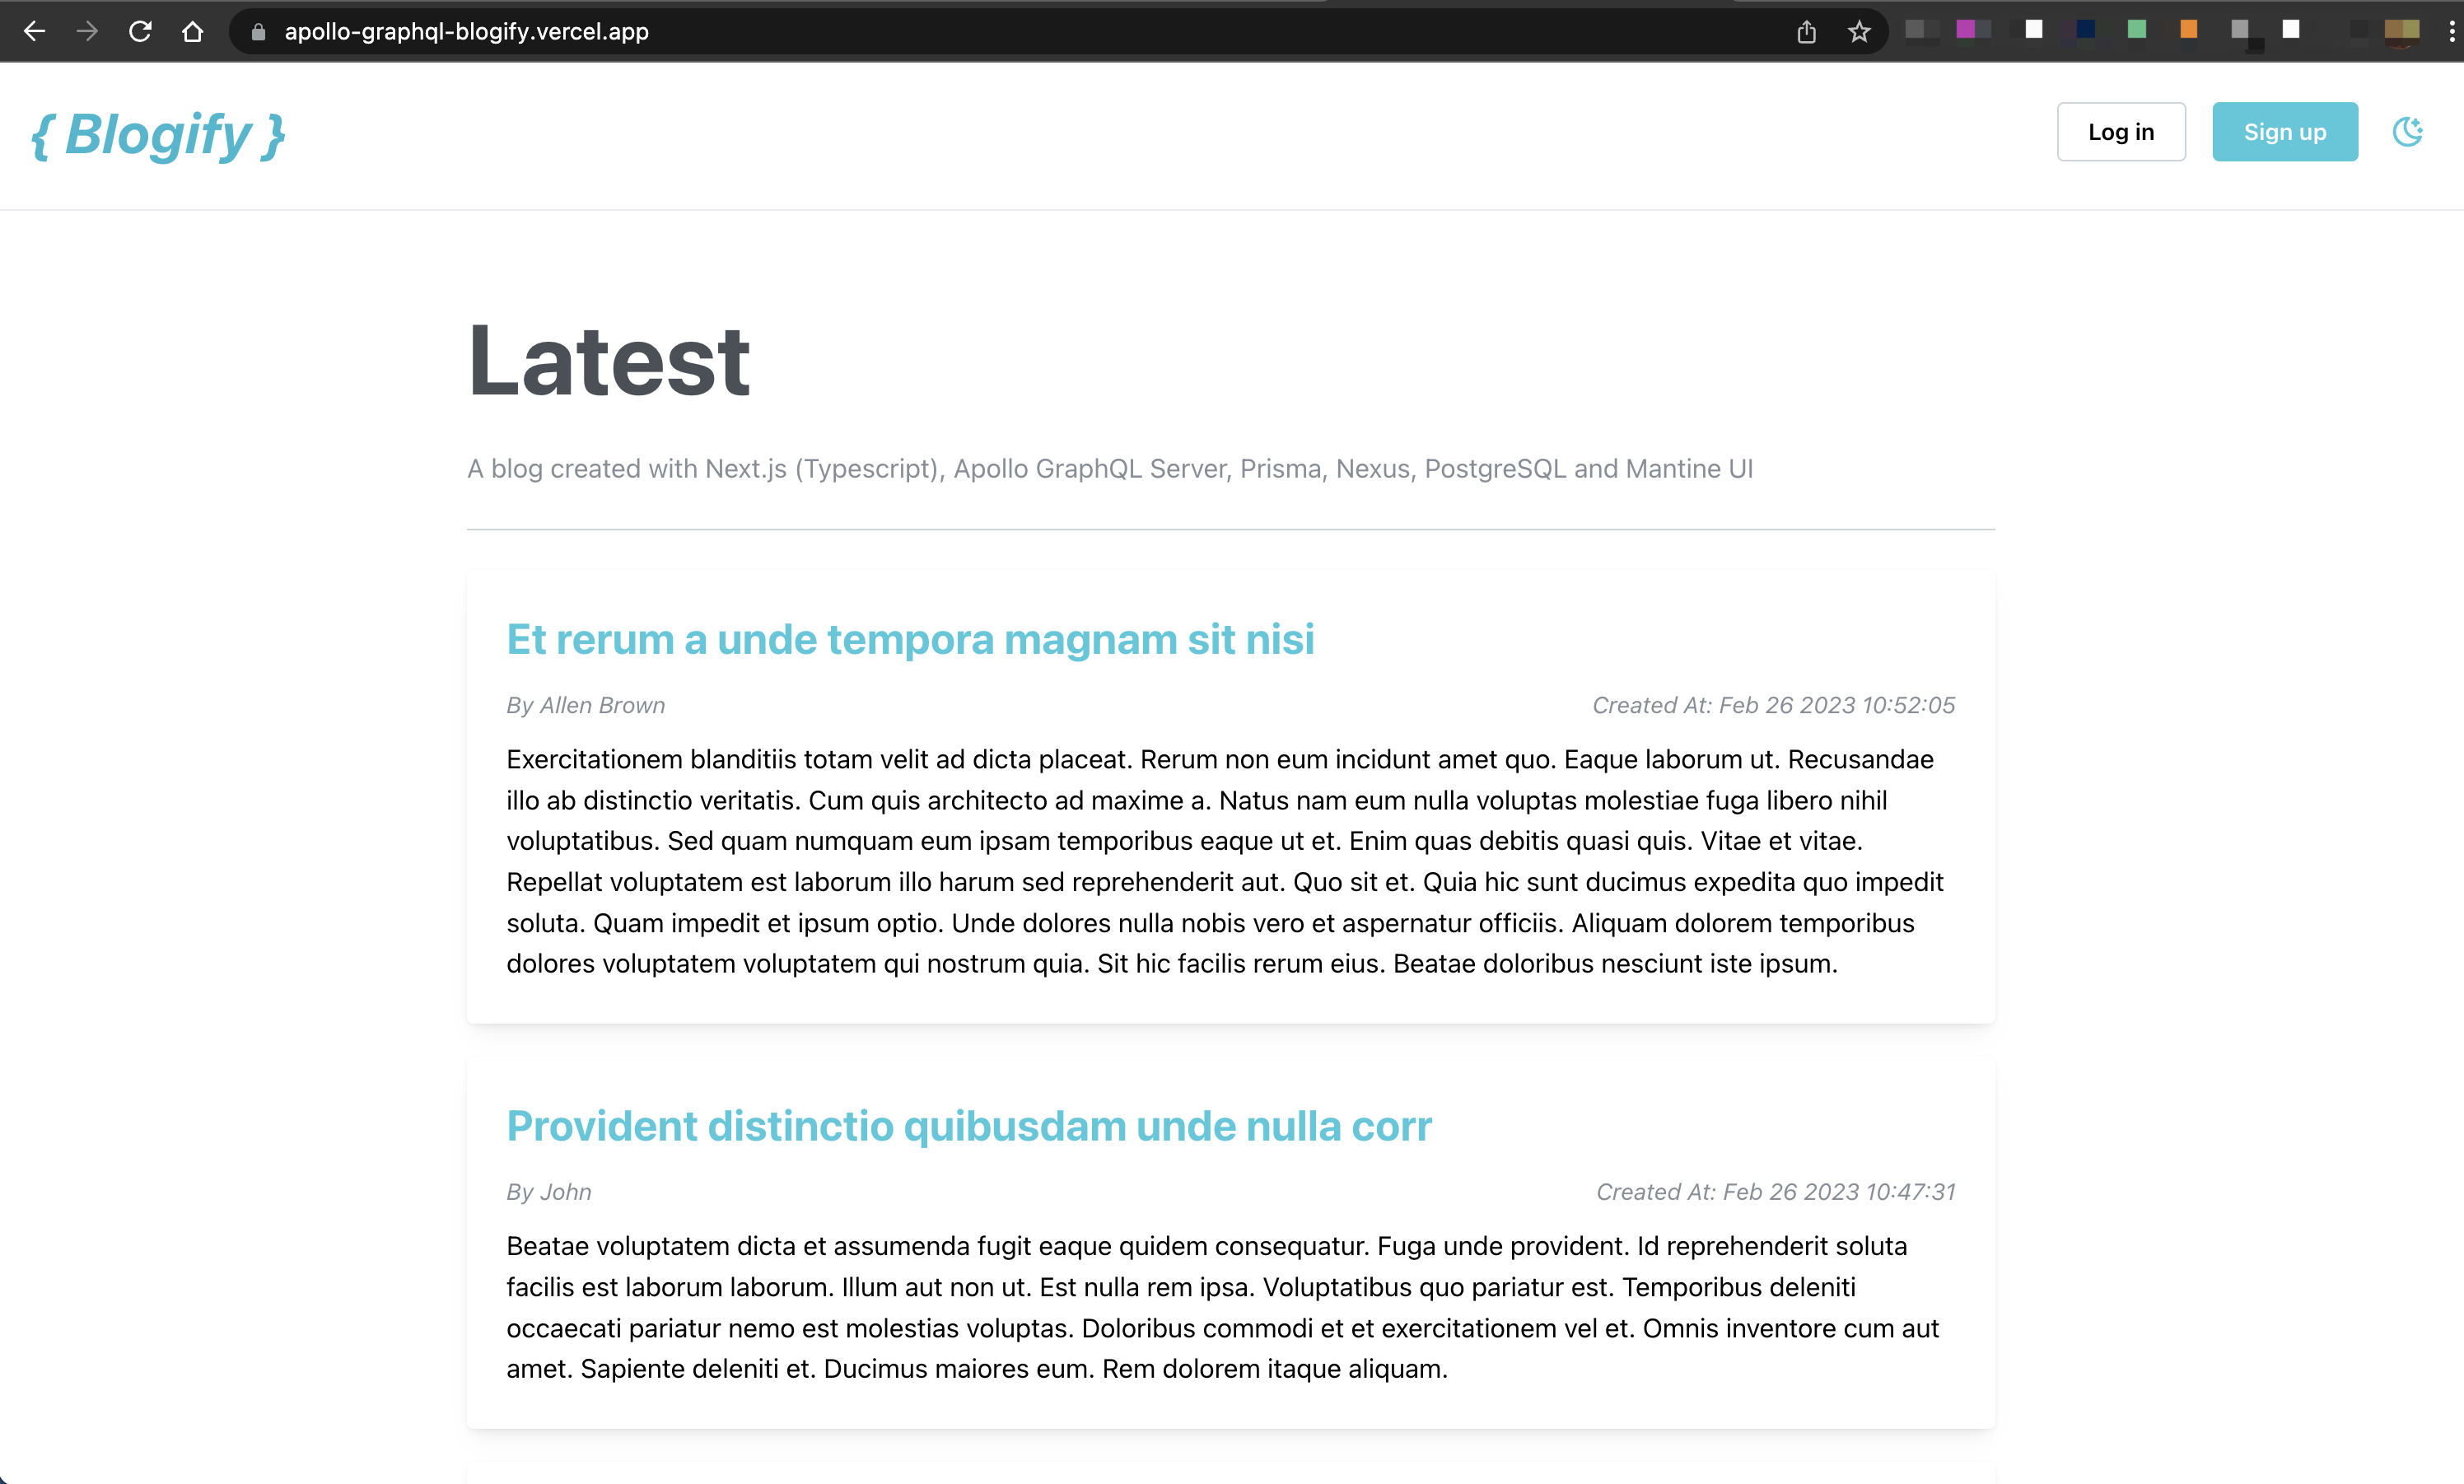 apollo-graphql-blogify.vercel.app
{ Blogify }
Log in
Sign up
Latest
A blog created with Next.js (Typescript), Apollo GraphQL Server, Prisma, Nexus, PostgreSQL and Mantine UI
Et rerum a unde tempora magnam sit nisi
By Allen Brown
Created At: Feb 26 2023 10:52:05
Exercitationem blanditiis totam velit ad dicta placeat. Rerum non eum incidunt amet quo. Eaque laborum ut. Recusandae
illo ab distinctio veritatis. Cum quis architecto ad maxime a. Natus nam eum nulla voluptas molestiae fuga libero nihil
voluptatibus. Sed quam numquam eum ipsam temporibus eaque ut et. Enim quas debitis quasi quis. Vitae et vitae.
Repellat voluptatem est laborum illo harum sed reprehenderit aut. Quo sit et. Quia hic sunt ducimus expedita quo impedit
soluta. Quam impedit et ipsum optio. Unde dolores nulla nobis vero et aspernatur officiis. Aliquam dolorem temporibus
dolores voluptatem voluptatem qui nostrum quia. Sit hic facilis rerum eius. Beatae doloribus nesciunt iste ipsum.
Provident distinctio quibusdam unde nulla corr
By John
Created At: Feb 26 2023 10:47:31
Beatae voluptatem dicta et assumenda fugit eaque quidem consequatur. Fuga unde provident. Id reprehenderit soluta
facilis est laborum laborum. Illum aut non ut. Est nulla rem ipsa. Voluptatibus quo pariatur est. Temporibus deleniti
occaecati pariatur nemo est molestias voluptas. Doloribus commodi et et exercitationem vel et. Omnis inventore cum aut
amet. Sapiente deleniti et. Ducimus maiores eum. Rem dolorem itaque aliquam.